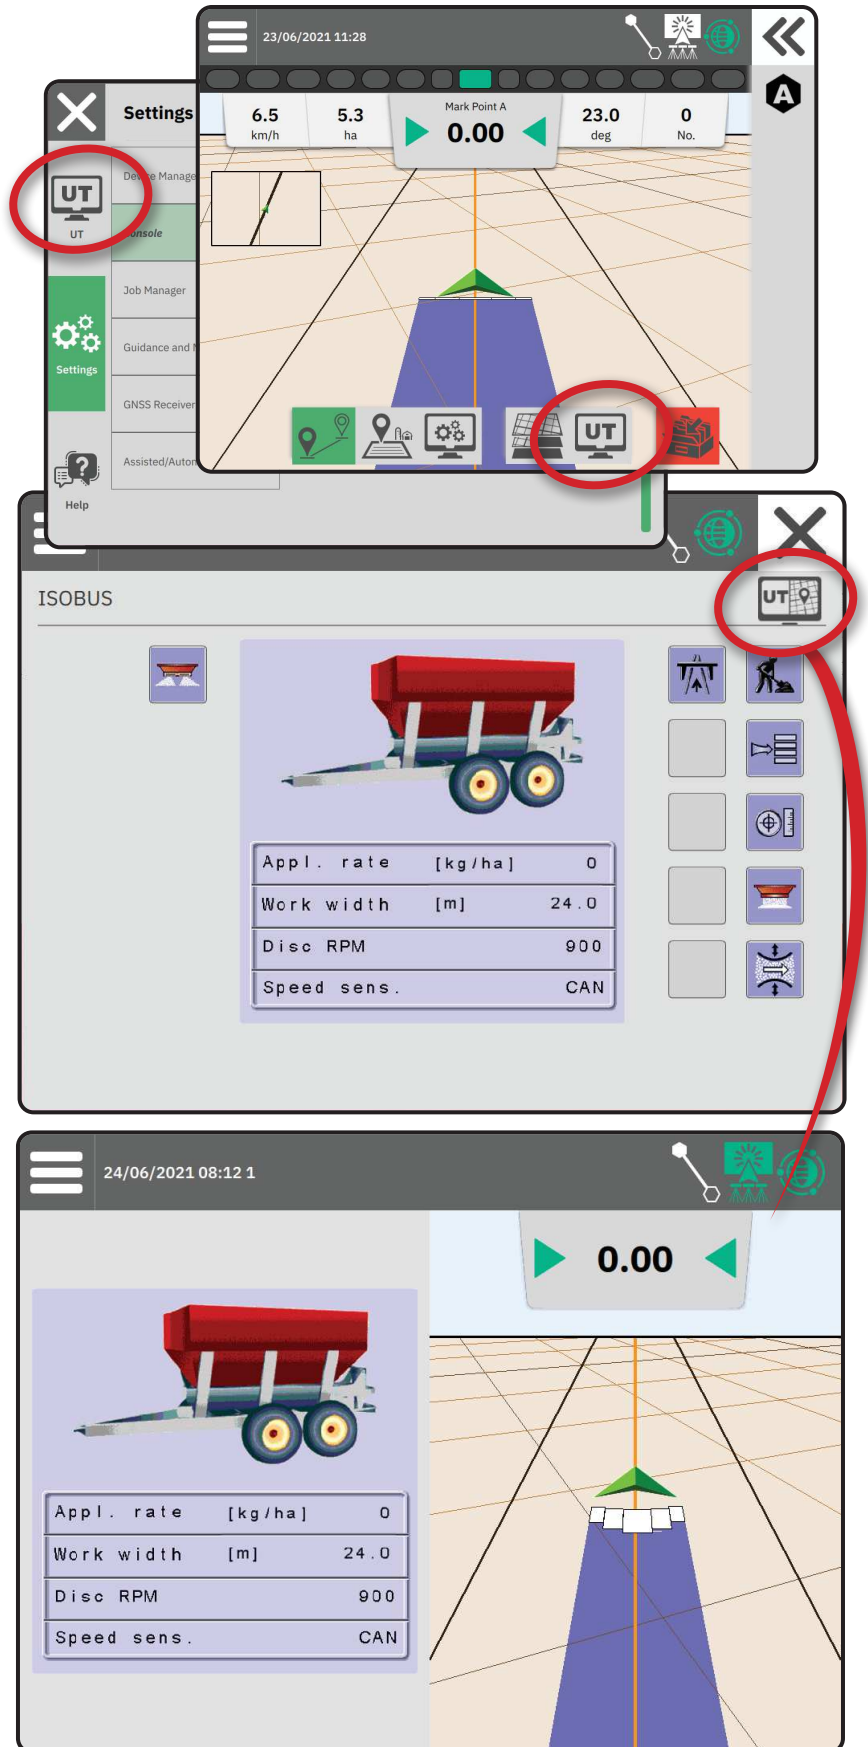 23/06/2021 11:28
A
6.5 km/h
5.3 ha
Mark Point A
0.00
23.0 deg
0 No.
UT
Settings
UT
UT
Device Manage
Console
Job Manager
Settings
Guidance and M
GNSS Receiver
Assisted/Auton
?
Help
ISOBUS
UT
Appl. rate [kg/ha] 0
Work width [m] 24.0
Disc RPM 900
Speed sens. CAN
24/06/2021 08:12 1
0.00
Appl. rate [kg/ha] 0
Work width [m] 24.0
Disc RPM 900
Speed sens. CAN